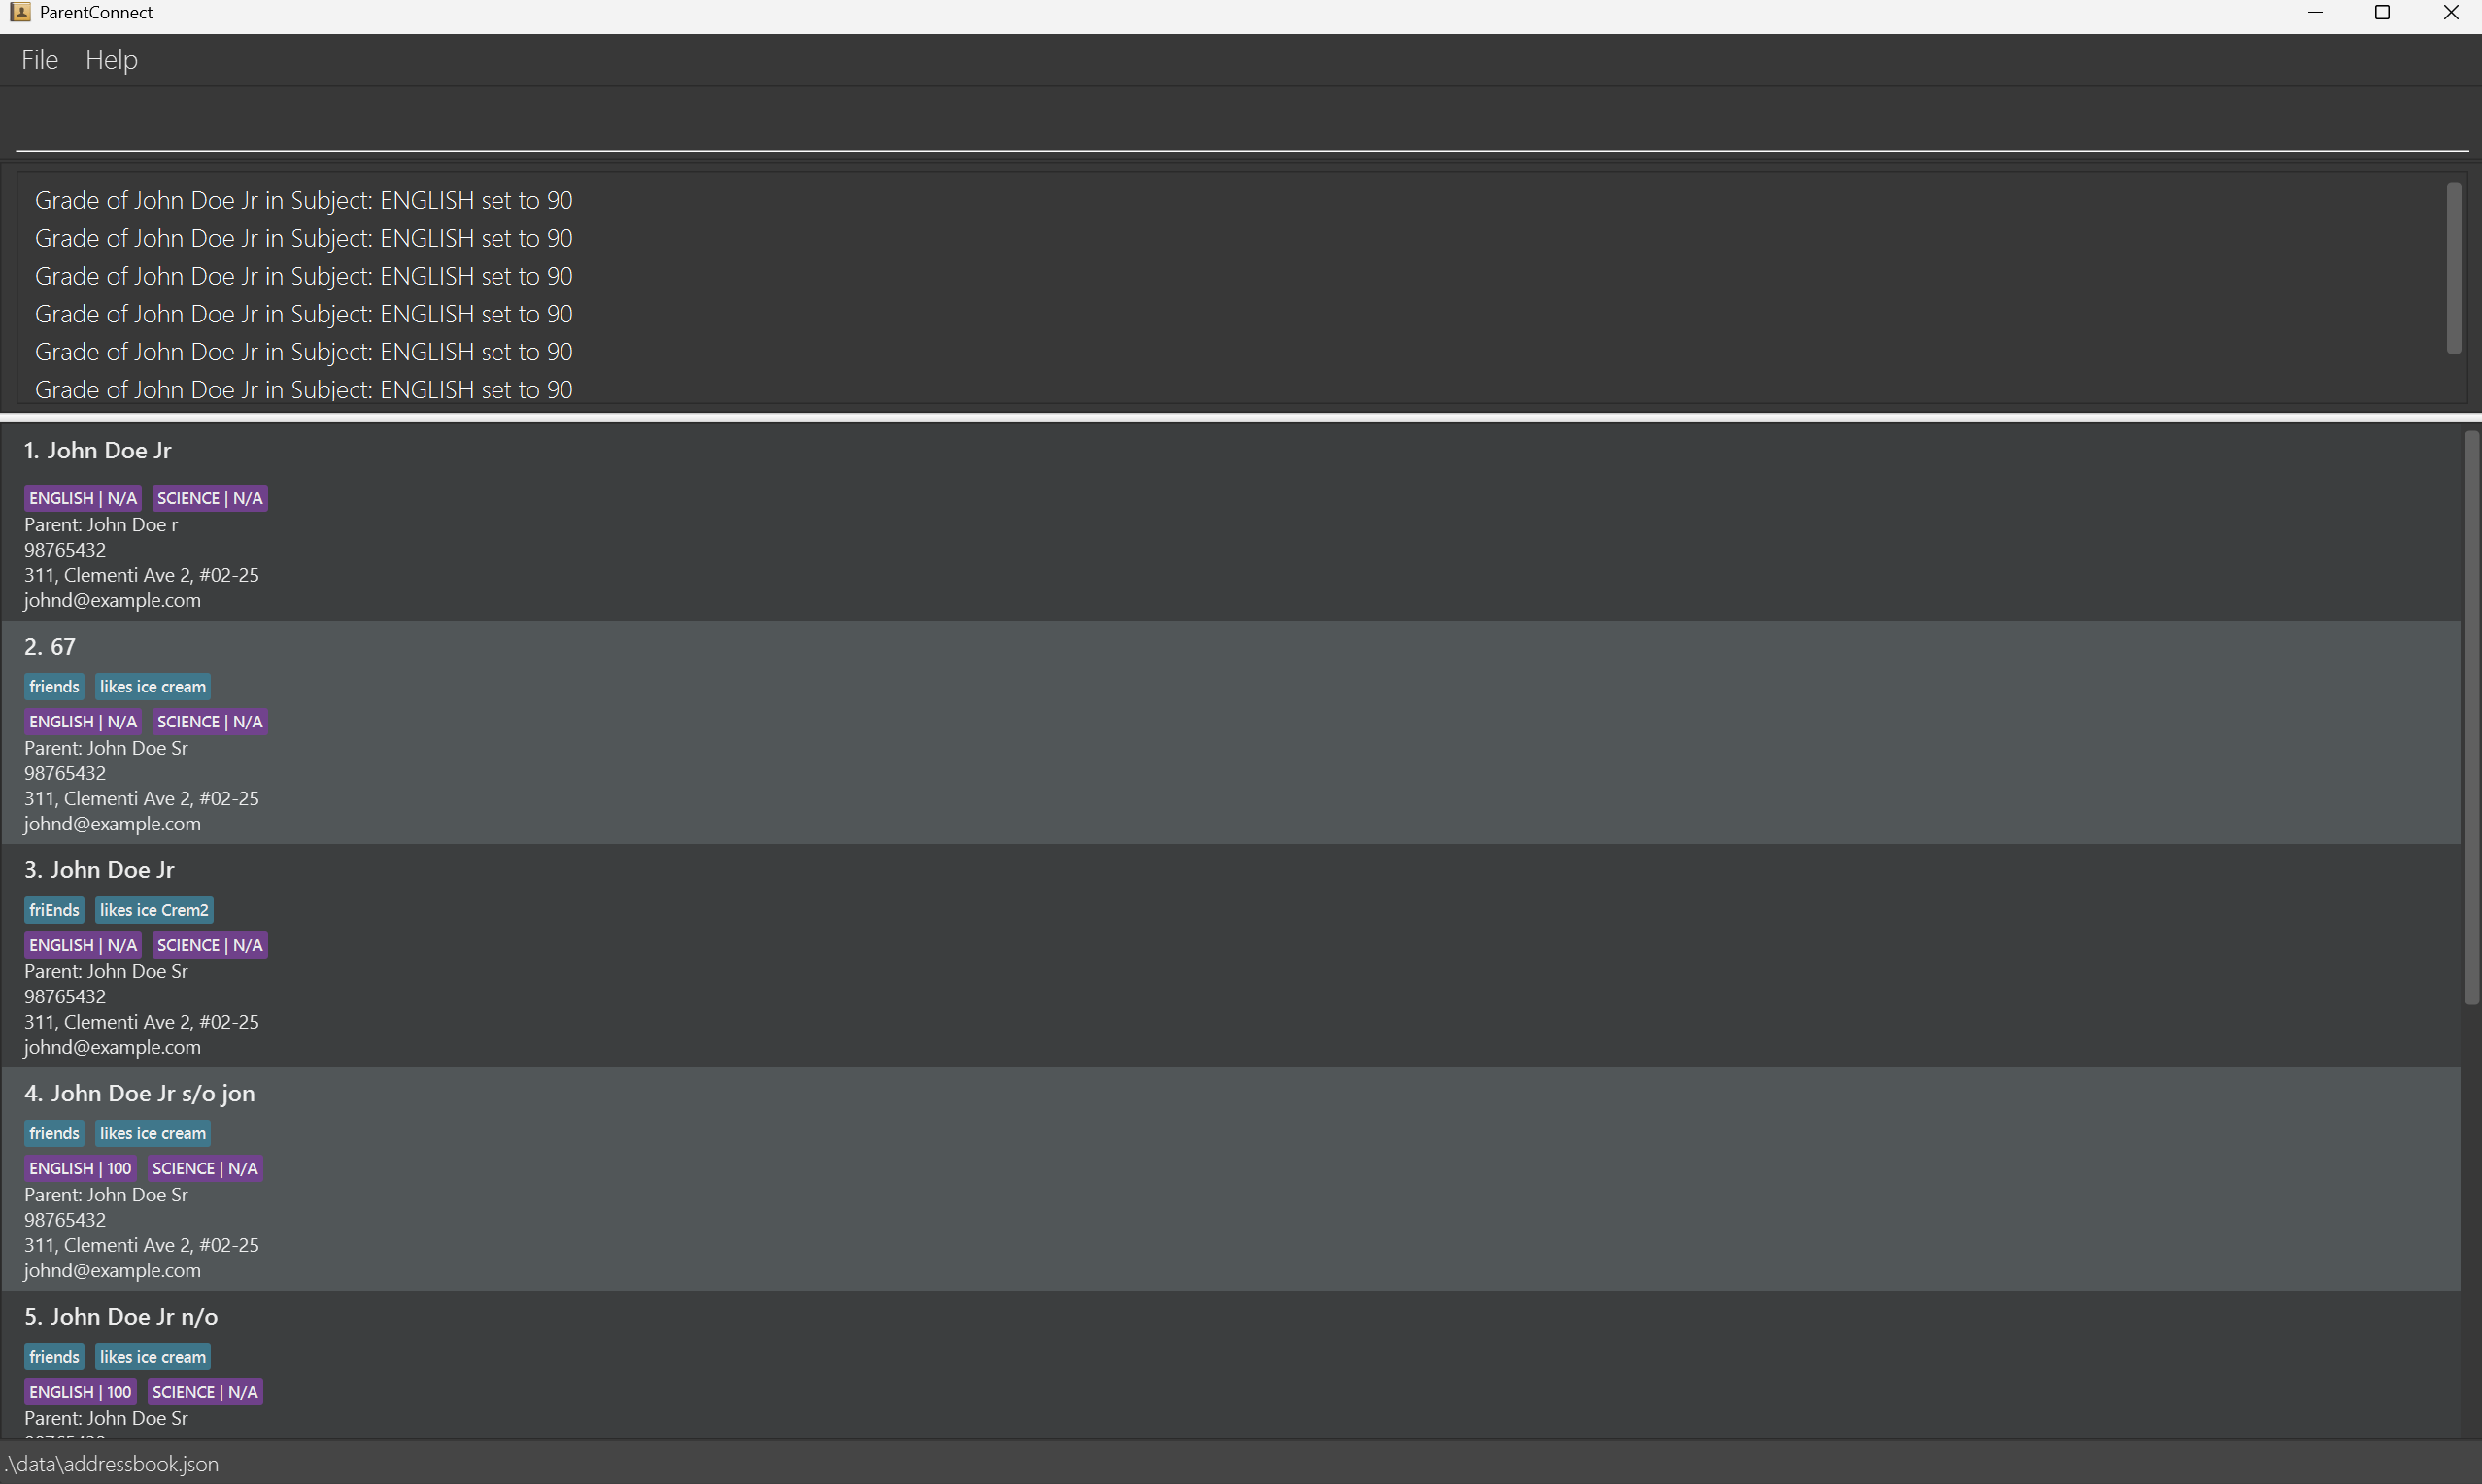 ParentConnect
File Help
Grade of John Doe Jr in Subject: ENGLISH set to 90
Grade of John Doe Jr in Subject: ENGLISH set to 90
Grade of John Doe Jr in Subject: ENGLISH set to 90
Grade of John Doe Jr in Subject: ENGLISH set to 90
Grade of John Doe Jr in Subject: ENGLISH set to 90
Grade of John Doe Jr in Subject: ENGLISH set to 90
1. John Doe Jr
ENGLISH | N/A SCIENCE | N/A
Parent: John Doe r
98765432
311, Clementi Ave 2, #02-25
johnd@example.com
2. 67
friends likes ice cream
ENGLISH | N/A SCIENCE | N/A
Parent: John Doe Sr
98765432
311, Clementi Ave 2, #02-25
johnd@example.com
3. John Doe Jr
friEnds likes ice Crem2
ENGLISH | N/A SCIENCE | N/A
Parent: John Doe Sr
98765432
311, Clementi Ave 2, #02-25
johnd@example.com
4. John Doe Jr s/o jon
friends likes ice cream
ENGLISH | 100 SCIENCE | N/A
Parent: John Doe Sr
98765432
311, Clementi Ave 2, #02-25
johnd@example.com
5. John Doe Jr n/o
friends likes ice cream
ENGLISH | 100 SCIENCE | N/A
Parent: John Doe Sr
.\data\addressbook.json